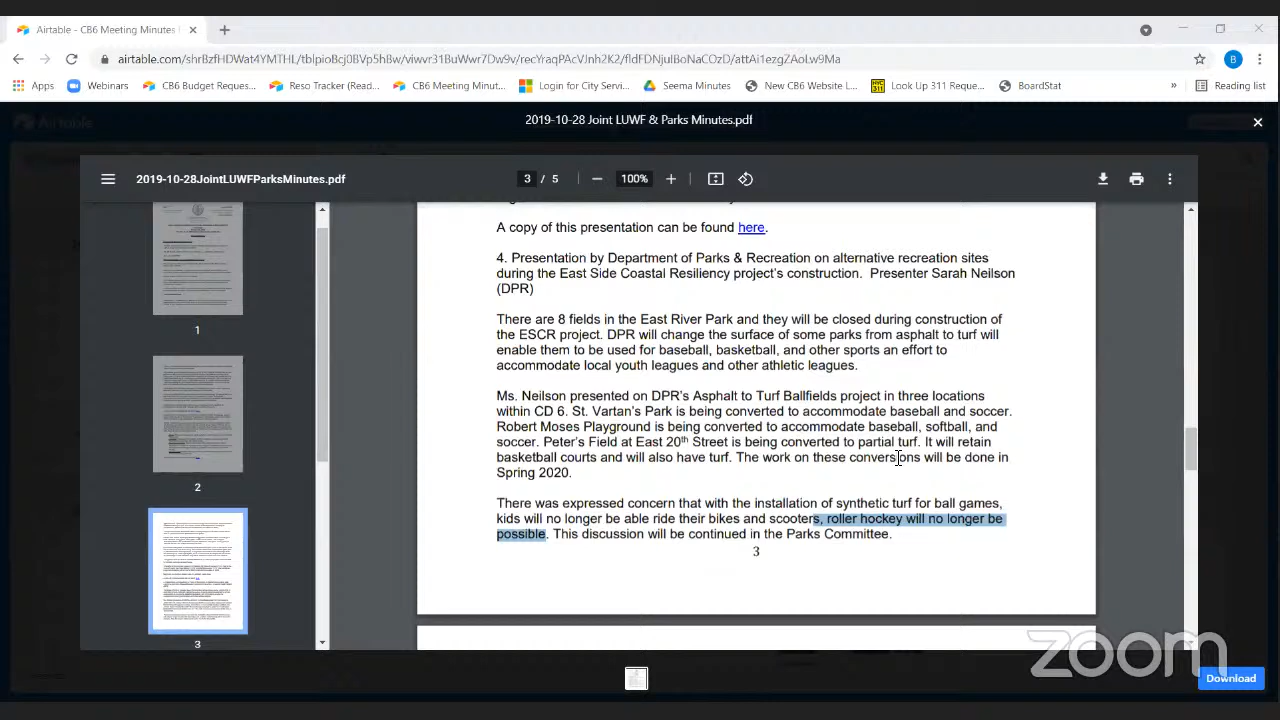 Airtable - CB6 Meeting Minutes
airtable.com/shrBzfHDWat4YMTHL/tblpioBcj0BVp5h8w/viwvr31BuWwr7Dw9v/recYraqPAcVJnh2K2/fldFDNjulBoNaCOzD/attAi1ezgZAoLw9Ma
B
Apps
Webinars
CB6 Budget Reques...
Reso Tracker (Read...
CB6 Meeting Minut...
Login for City Servi...
Seema Minutes
New CB6 Website L...
NYC 311
Look Up 311 Reque...
BoardStat
»
Reading list
Airtable
2019-10-28 Joint LUWF & Parks Minutes.pdf
2019-10-28JointLUWFParksMinutes.pdf
3 / 5
100%
A copy of this presentation can be found here.
4. Presentation by Department of Parks & Recreation on alternative recreation sites
during the East Side Coastal Resiliency project's construction. Presenter Sarah Neilson
(DPR)
There are 8 fields in the East River Park and they will be closed during construction of
the ESCR project. DPR will change the surface of some parks from asphalt to turf will
enable them to be used for baseball, basketball, and other sports an effort to
accommodate local youth leagues and other athletic leagues.
Ms. Neilson presented on DPR's Asphalt to Turf Ballfields project in three locations
within CD 6. St. Vartan's Park is being converted to accommodate baseball and soccer.
Robert Moses Playground is being converted to accommodate baseball, softball, and
soccer. Peter's Field at East 20th Street is being converted to partial turf. It will retain
basketball courts and will also have turf. The work on these conversions will be done in
Spring 2020.
There was expressed concern that with the installation of synthetic turf for ball games,
kids will no longer be able ride their bikes and scooters, roller hockey will no longer be
possible. This discussion will be continued in the Parks Committee.
3
1
2
3
zoom
Download